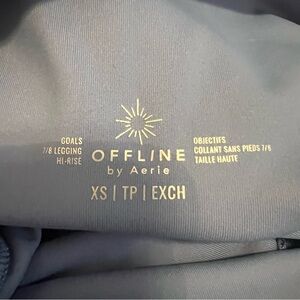 GOALS
7/8 LEGGING
HI-RISE
OFFLINE
by Aerie
OBJECTIFS
COLLANT SANS PIEDS 7/8
TAILLE HAUTE
XS | TP | EXCH